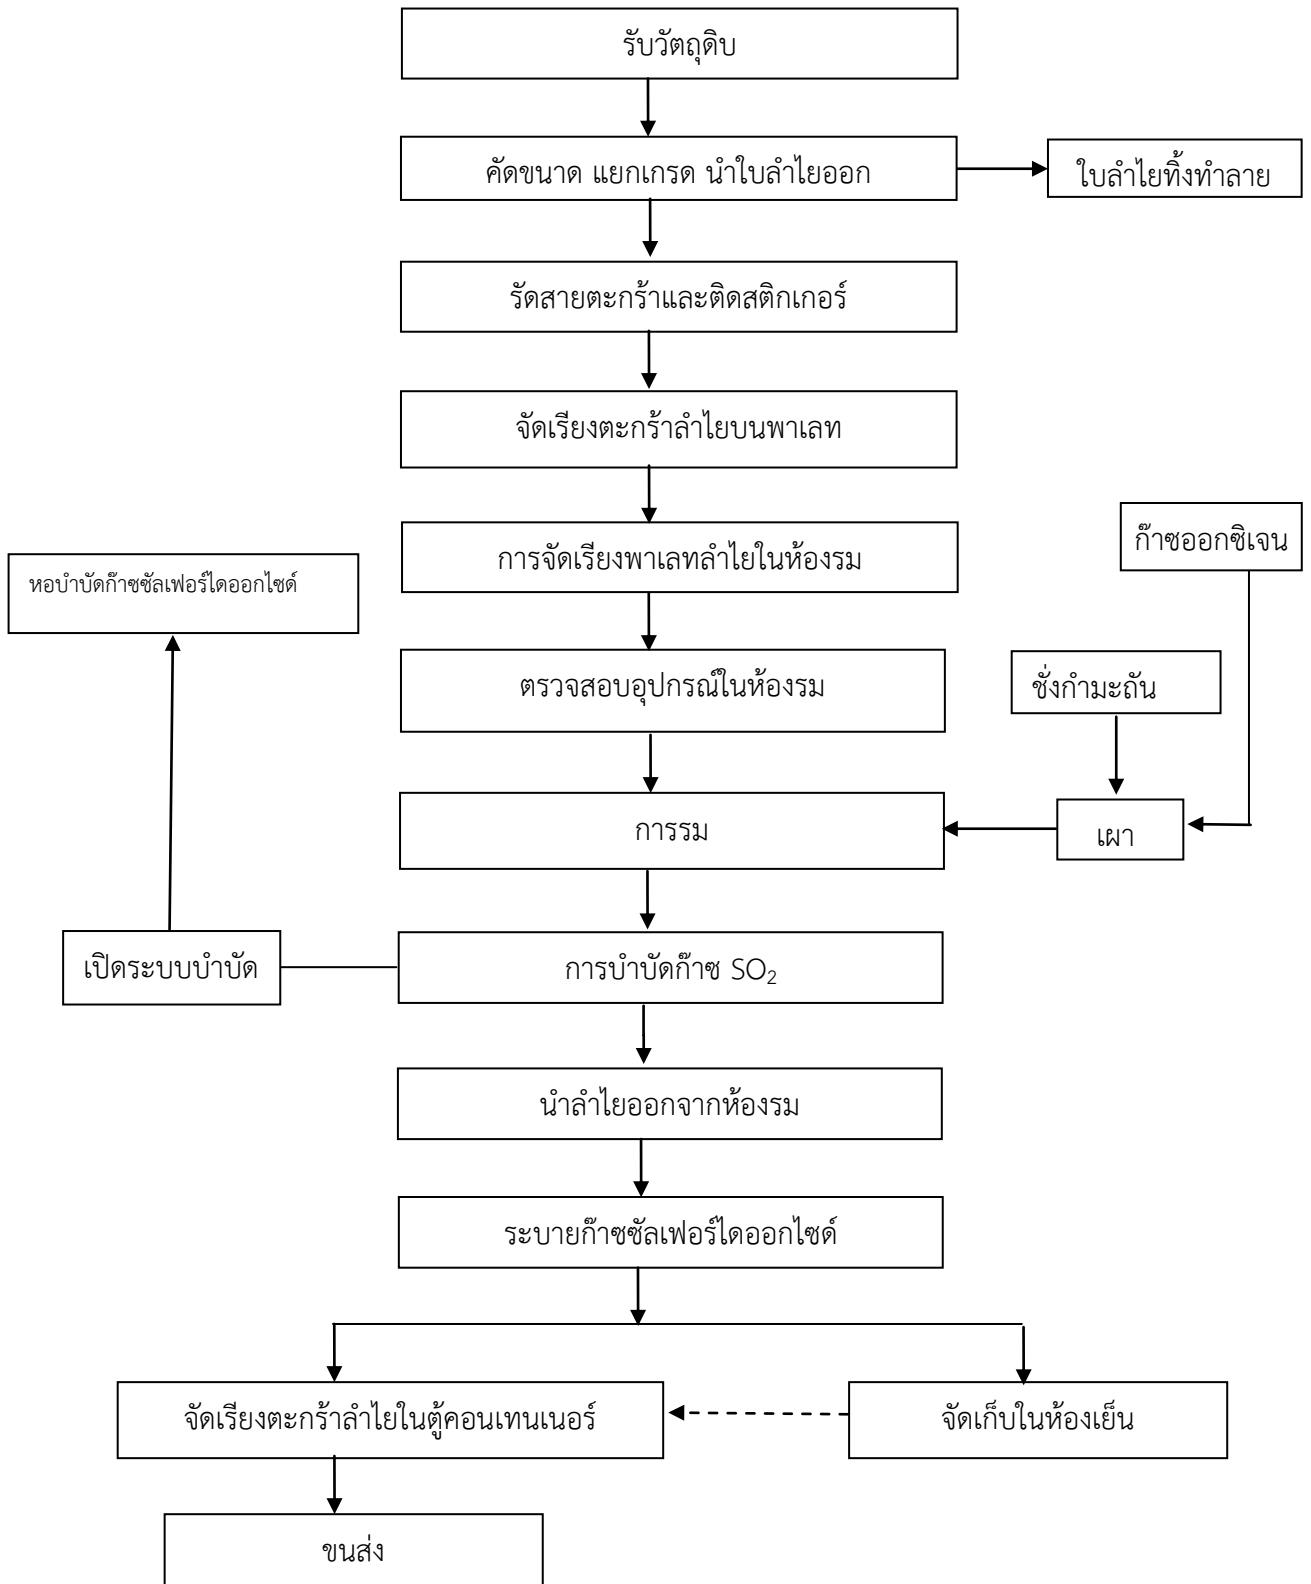 รับวัตถุดิบ
คัดขนาด แยกเกรด นำใบลำไยออก
ใบลำไยทิ้งทำลาย
รัดสายตะกร้าและติดสติกเกอร์
จัดเรียงตะกร้าลำไยบนพาเลท
ก๊าซออกซิเจน
การจัดเรียงพาเลทลำไยในห้องรม
หอบำบัดก๊าซซัลเฟอร์ไดออกไซด์
ตรวจสอบอุปกรณ์ในห้องรม
ชั่งกำมะถัน
การรม
เผา
เปิดระบบบำบัด
การบำบัดก๊าซ SO₂
นำลำไยออกจากห้องรม
ระบายก๊าซซัลเฟอร์ไดออกไซด์
จัดเรียงตะกร้าลำไยในตู้คอนเทนเนอร์
จัดเก็บในห้องเย็น
ขนส่ง